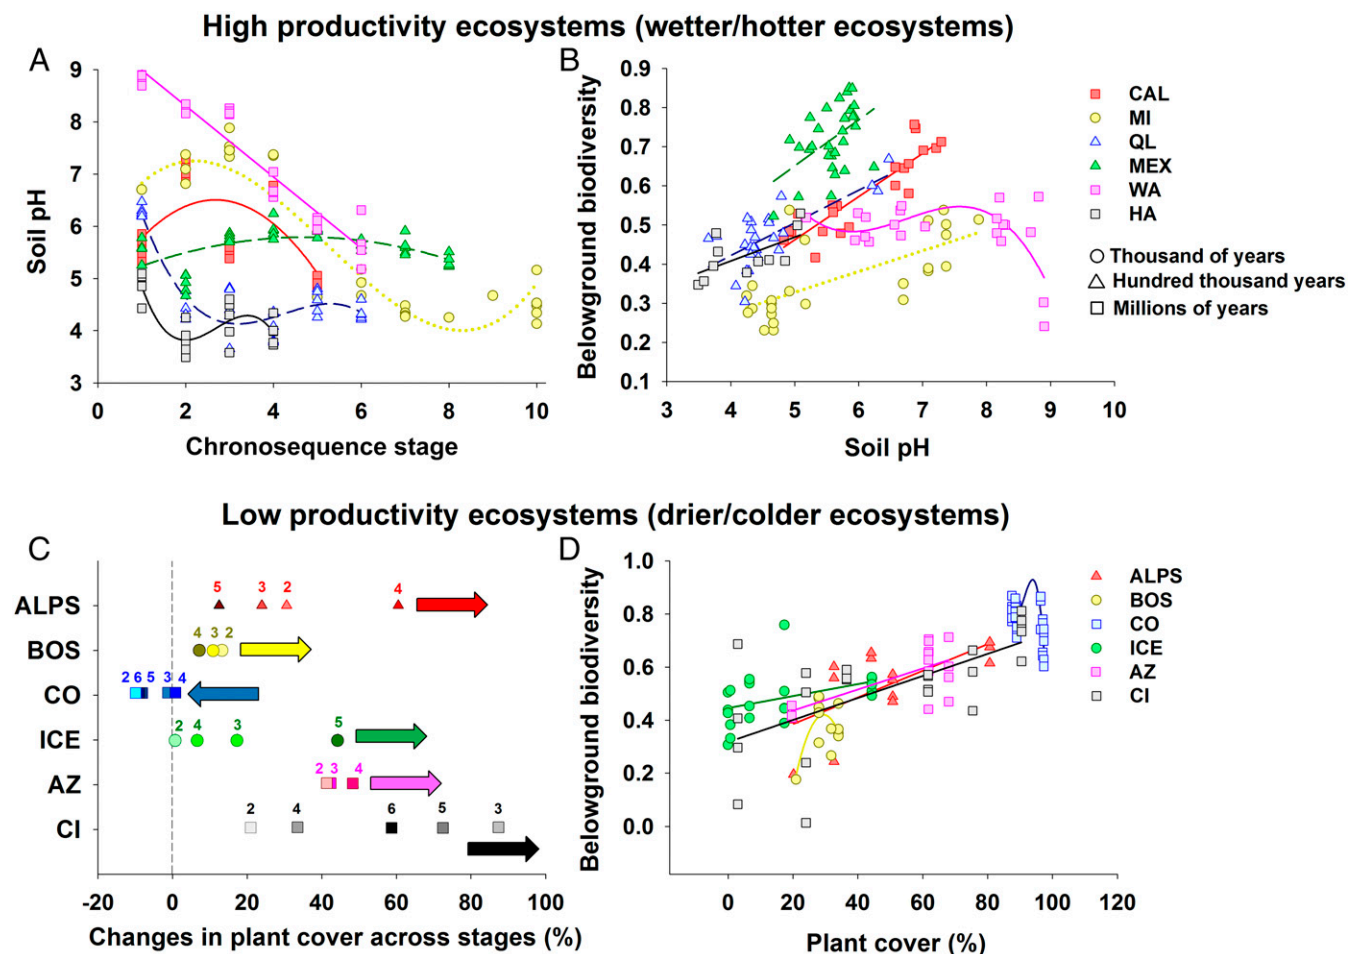 High productivity ecosystems (wetter/hotter ecosystems)
A
9
8
7
6
5
4
3
Soil pH
0
2
4
6
8
10
Chronosequence stage
B
0.9
0.8
0.7
0.6
0.5
0.4
0.3
0.2
0.1
Belowground biodiversity
3
4
5
6
7
8
9
10
Soil pH
CAL
MI
QL
MEX
WA
HA
Thousand of years
Hundred thousand years
Millions of years
Low productivity ecosystems (drier/colder ecosystems)
C
ALPS
5 3 2 4
BOS
4 3 2
CO
2 6 5 3 4
ICE
2 4 3 5
AZ
2 3 4
CI
2 4 6 5 3
-20
0
20
40
60
80
100
Changes in plant cover across stages (%)
D
1.0
0.8
0.6
0.4
0.2
0.0
Belowground biodiversity
0
20
40
60
80
100
120
Plant cover (%)
ALPS
BOS
CO
ICE
AZ
CI